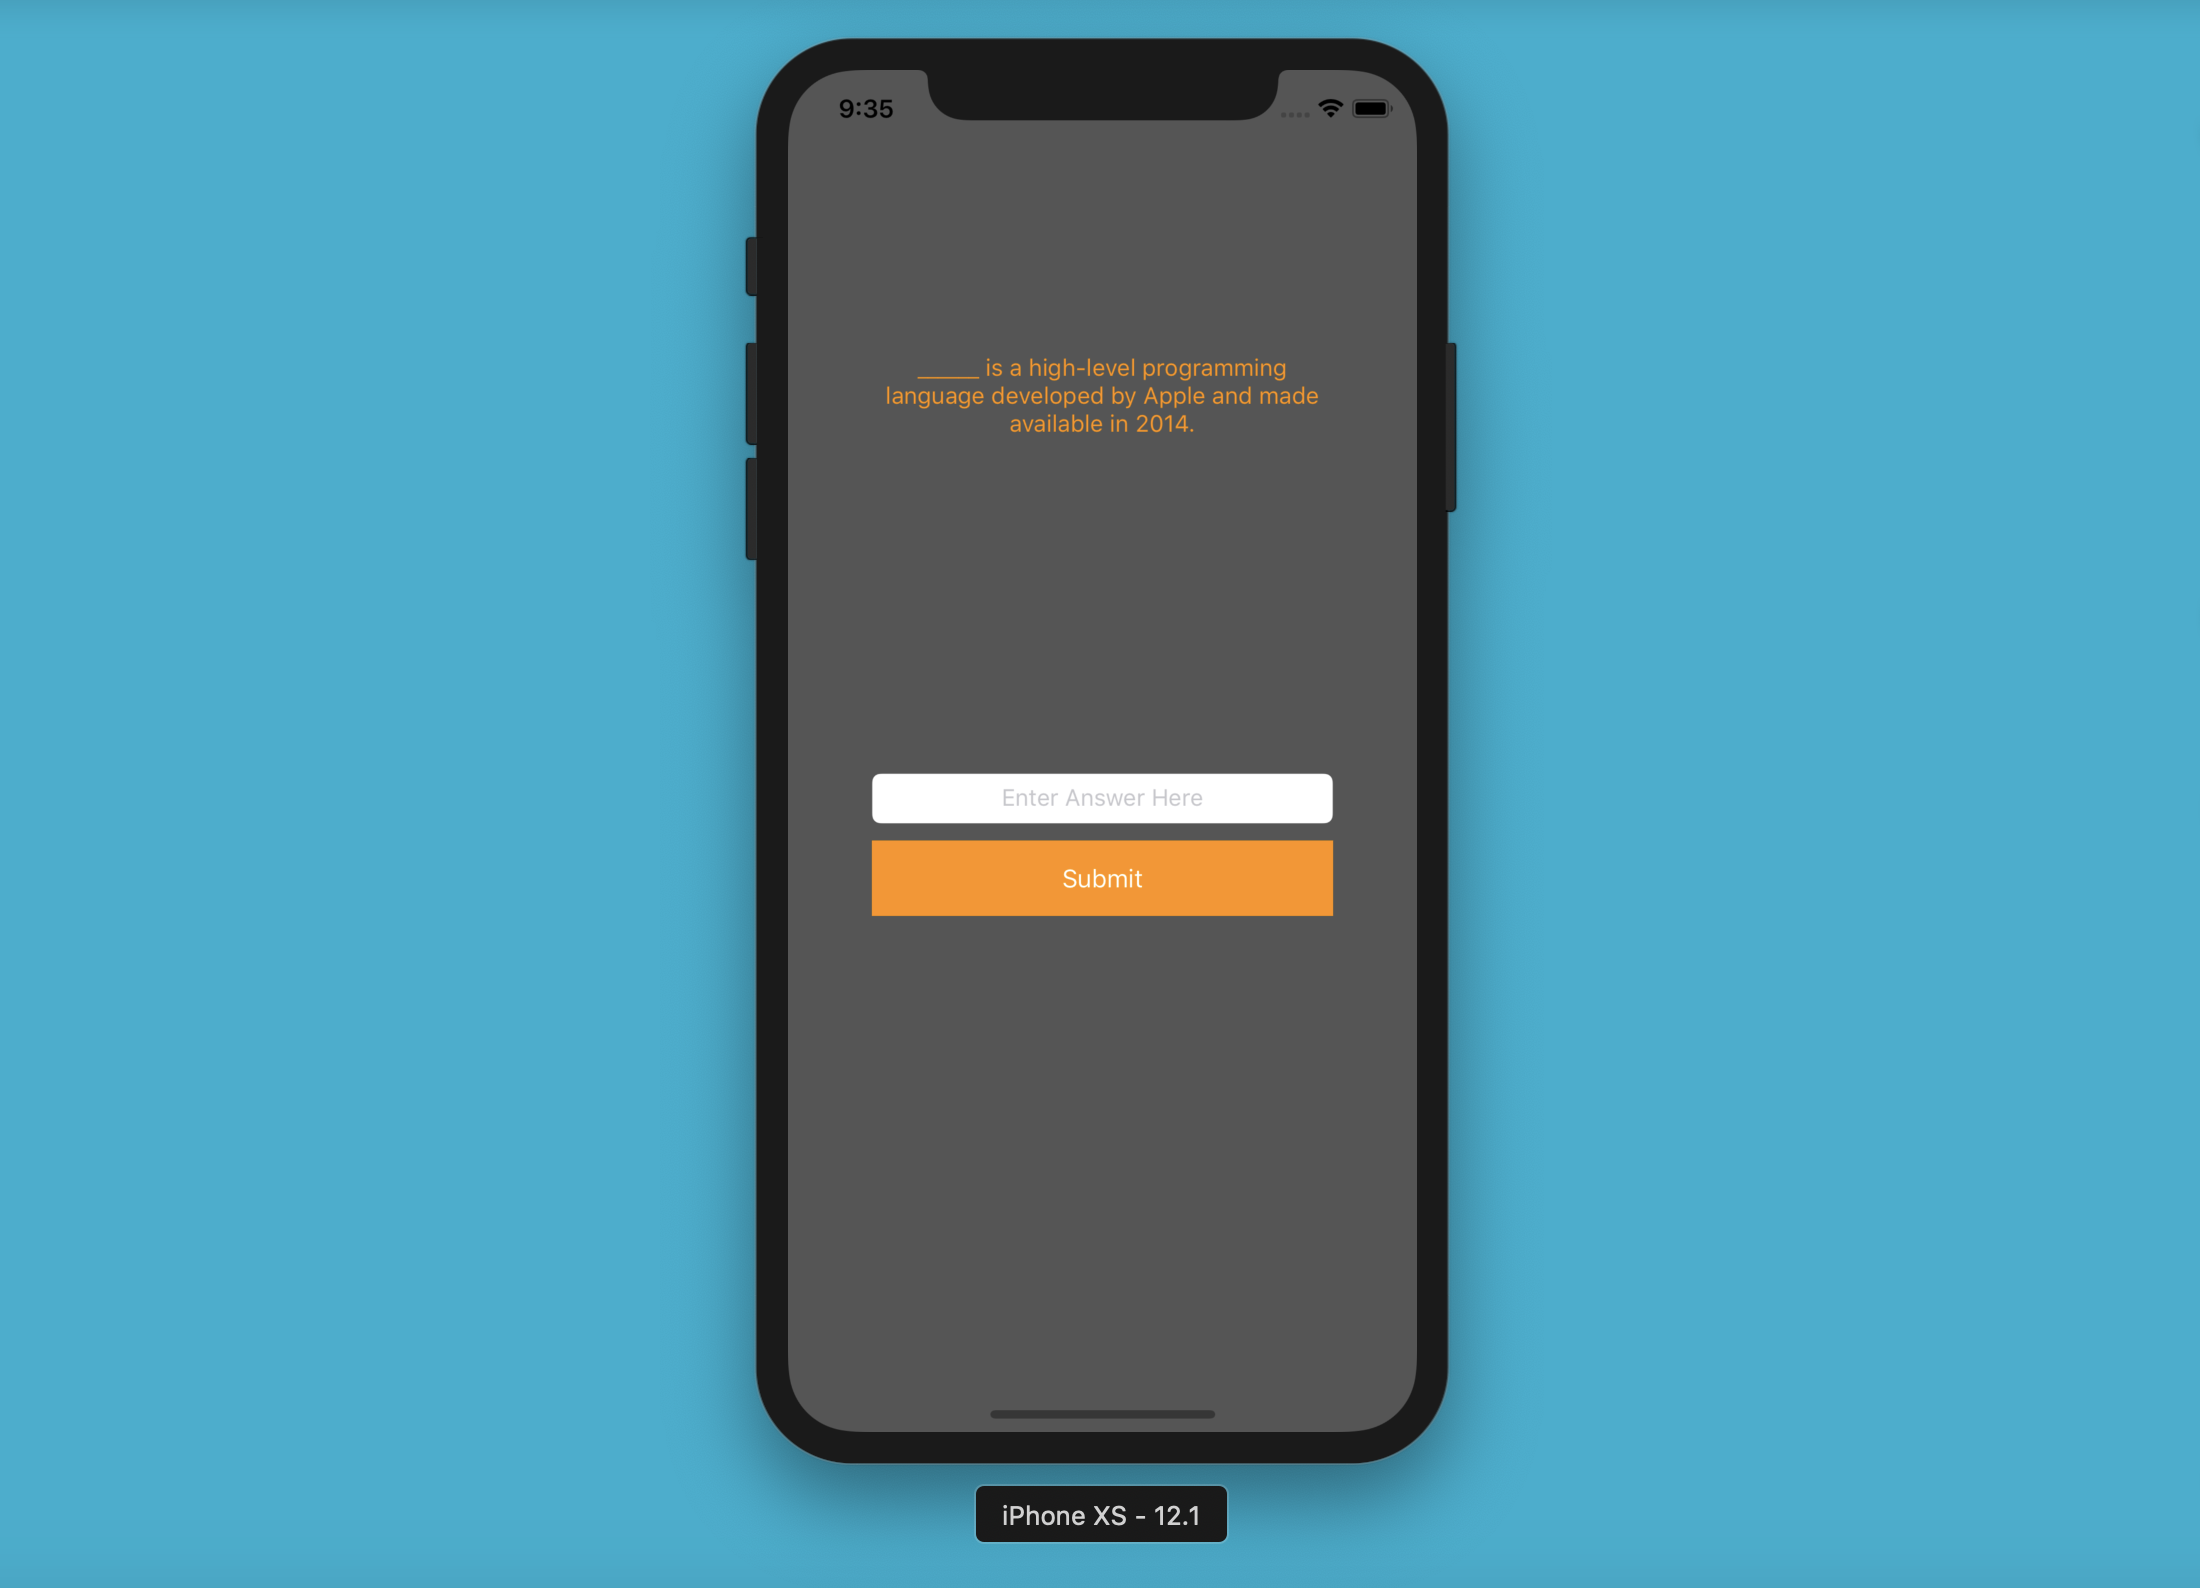 9:35
______ is a high-level programming
language developed by Apple and made
available in 2014.
Enter Answer Here
Submit
iPhone XS - 12.1